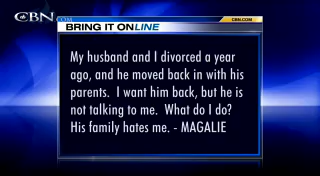 CBN.COM
CBN.COM
BRING IT ONLINE
My husband and I divorced a year
ago, and he moved back in with his
parents. I want him back, but he is
not talking to me. What do I do?
His family hates me. - MAGALIE